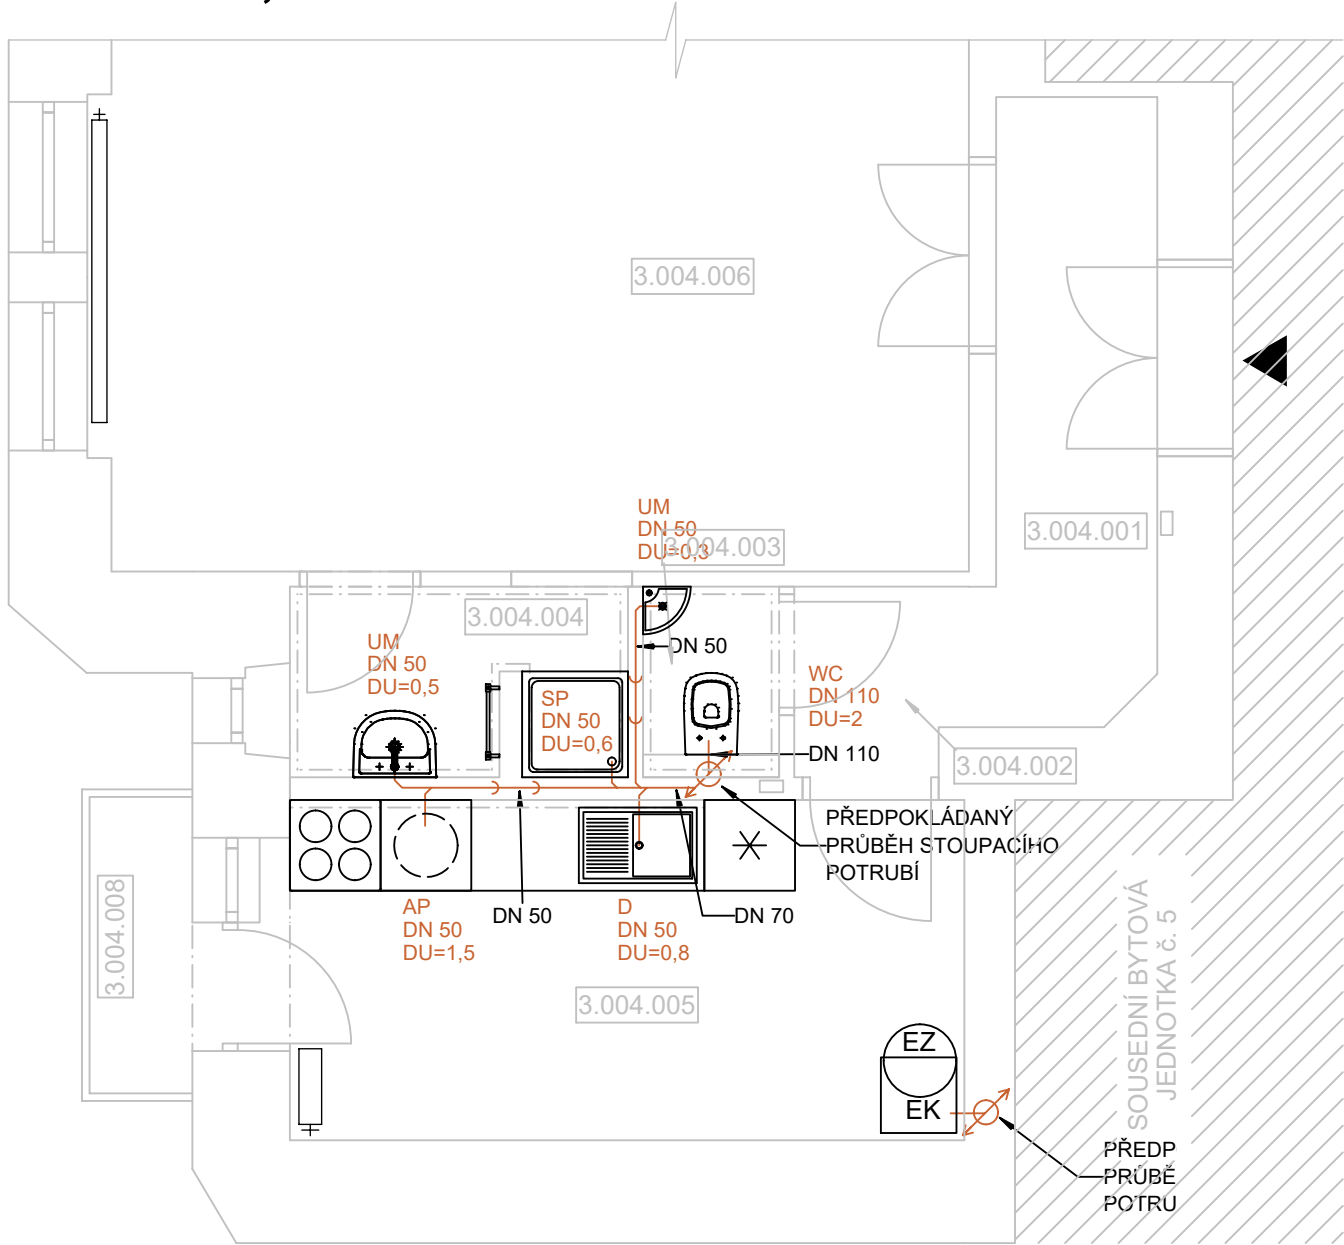 3.004.006
UM
DN 50
DU=0,3
3.004.003
3.004.001
3.004.004
UM
DN 50
DU=0,5
SP
DN 50
DU=0,6
DN 50
WC
DN 110
DU=2
DN 110
3.004.002
PŘEDPOKLÁDANÝ
PRŮBĚH STOUPACÍHO
POTRUBÍ
AP
DN 50
DU=1,5
DN 50
D
DN 50
DU=0,8
DN 70
3.004.008
3.004.005
SOUSEDNÍ BYTOVÁ
JEDNOTKA č. 5
EZ
EK
PŘEDP
PRŮBĚ
POTRU